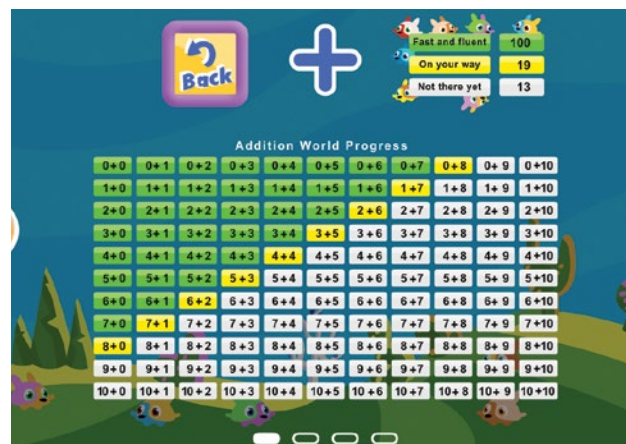 Back
Fast and fluent 100
On your way 19
Not there yet 13
Addition World Progress
0+0 0+1 0+2 0+3 0+4 0+5 0+6 0+7 0+8 0+9 0+10
1+0 1+1 1+2 1+3 1+4 1+5 1+6 1+7 1+8 1+9 1+10
2+0 2+1 2+2 2+3 2+4 2+5 2+6 2+7 2+8 2+9 2+10
3+0 3+1 3+2 3+3 3+4 3+5 3+6 3+7 3+8 3+9 3+10
4+0 4+1 4+2 4+3 4+4 4+5 4+6 4+7 4+8 4+9 4+10
5+0 5+1 5+2 5+3 5+4 5+5 5+6 5+7 5+8 5+9 5+10
6+0 6+1 6+2 6+3 6+4 6+5 6+6 6+7 6+8 6+9 6+10
7+0 7+1 7+2 7+3 7+4 7+5 7+6 7+7 7+8 7+9 7+10
8+0 8+1 8+2 8+3 8+4 8+5 8+6 8+7 8+8 8+9 8+10
9+0 9+1 9+2 9+3 9+4 9+5 9+6 9+7 9+8 9+9 9+10
10+0 10+1 10+2 10+3 10+4 10+5 10+6 10+7 10+8 10+9 10+10